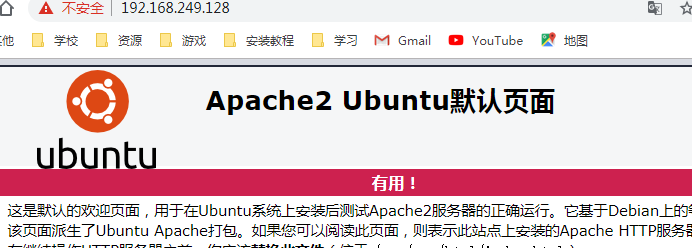 不安全 192.168.249.128
学校 资源 游戏 安装教程 学习 Gmail YouTube 地图
ubuntu
Apache2 Ubuntu默认页面
有用！
这是默认的欢迎页面，用于在Ubuntu系统上安装后测试Apache2服务器的正确运行。它基于Debian上的
该页面派生了Ubuntu Apache打包。如果您可以阅读此页面，则表示此站点上安装的Apache HTTP服务器